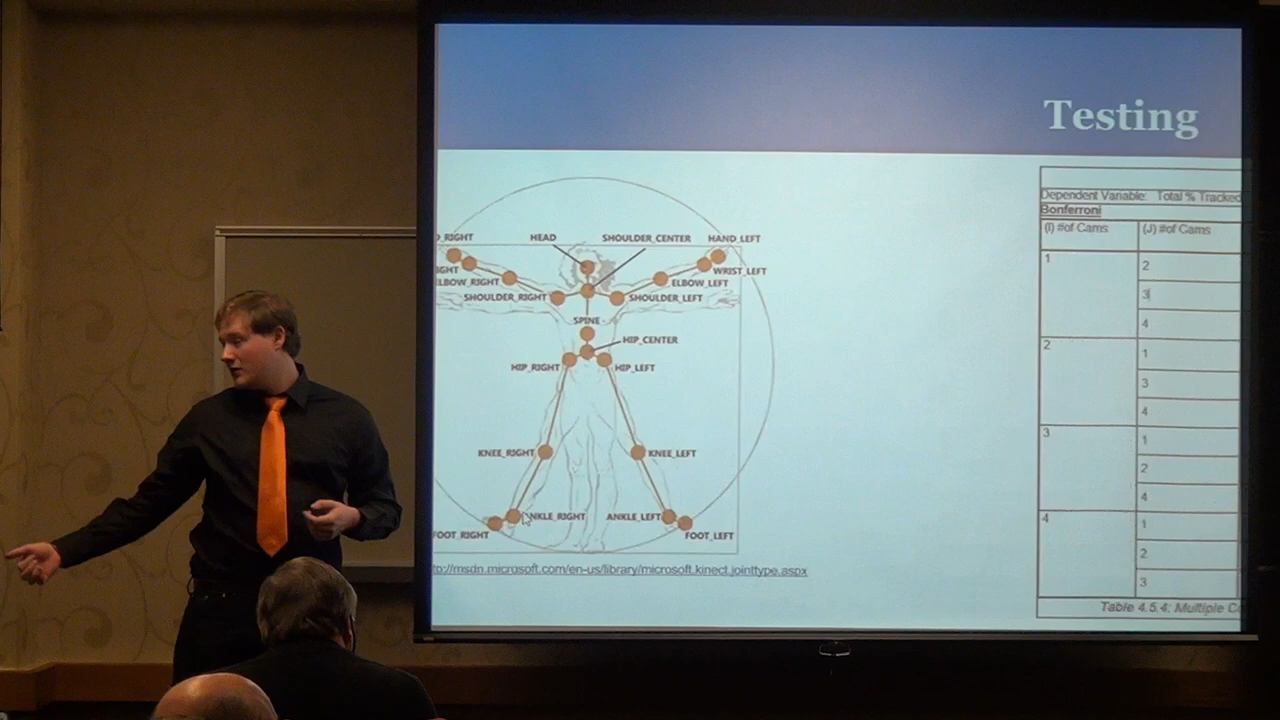 Testing
D_RIGHT
HEAD
SHOULDER_CENTER
HAND_LEFT
IGHT
WRIST_LEFT
ELBOW_RIGHT
ELBOW_LEFT
SHOULDER_RIGHT
SHOULDER_LEFT
SPINE
HIP_CENTER
HIP_RIGHT
HIP_LEFT
KNEE_RIGHT
KNEE_LEFT
ANKLE_RIGHT
ANKLE_LEFT
FOOT_RIGHT
FOOT_LEFT
tp://msdn.microsoft.com/en-us/library/microsoft.kinect.jointtype.aspx
Dependent Variable: Total % Tracked
Bonferroni
(I) #of Cams (J) #of Cams
1 2
3
4
2 1
3
4
3 1
2
4
4 1
2
3
Table 4.5.4: Multiple C